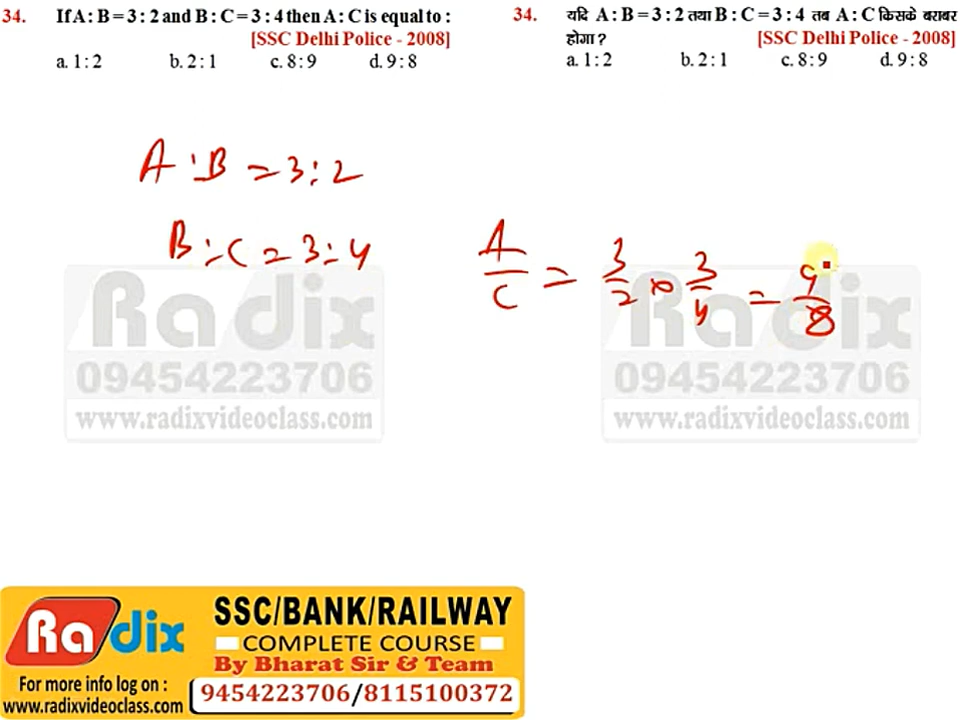 34. If A : B = 3 : 2 and B : C = 3 : 4 then A : C is equal to :
[SSC Delhi Police - 2008]
a. 1 : 2 b. 2 : 1 c. 8 : 9 d. 9 : 8
34. यदि A : B = 3 : 2 तथा B : C = 3 : 4 तब A : C किसके बराबर
होगा ? [SSC Delhi Police - 2008]
a. 1 : 2 b. 2 : 1 c. 8 : 9 d. 9 : 8
A : B = 3 : 2
B : C = 3 : 4
A/C = 3/2 × 3/4 = 9/8
Radix
09454223706
www.radixvideoclass.com
Radix
09454223706
www.radixvideoclass.com
Radix
For more info log on :
www.radixvideoclass.com
SSC/BANK/RAILWAY
COMPLETE COURSE
By Bharat Sir & Team
9454223706/8115100372